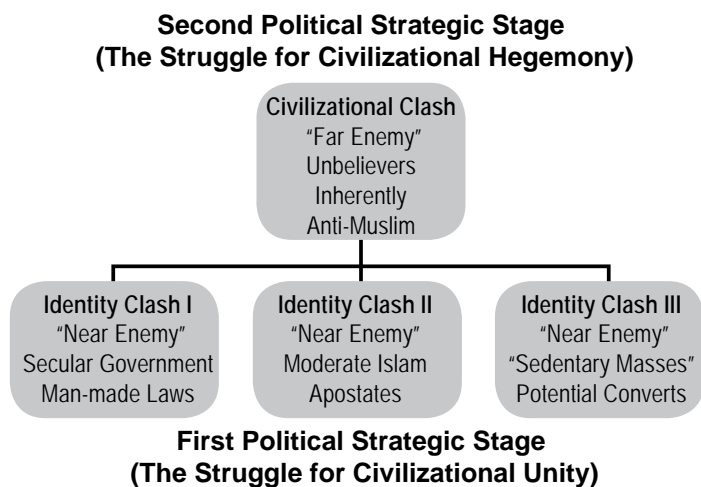 Second Political Strategic Stage
(The Struggle for Civilizational Hegemony)
Civilizational Clash
“Far Enemy”
Unbelievers
Inherently
Anti-Muslim
Identity Clash I
“Near Enemy”
Secular Government
Man-made Laws
Identity Clash II
“Near Enemy”
Moderate Islam
Apostates
Identity Clash III
“Near Enemy”
“Sedentary Masses”
Potential Converts
First Political Strategic Stage
(The Struggle for Civilizational Unity)